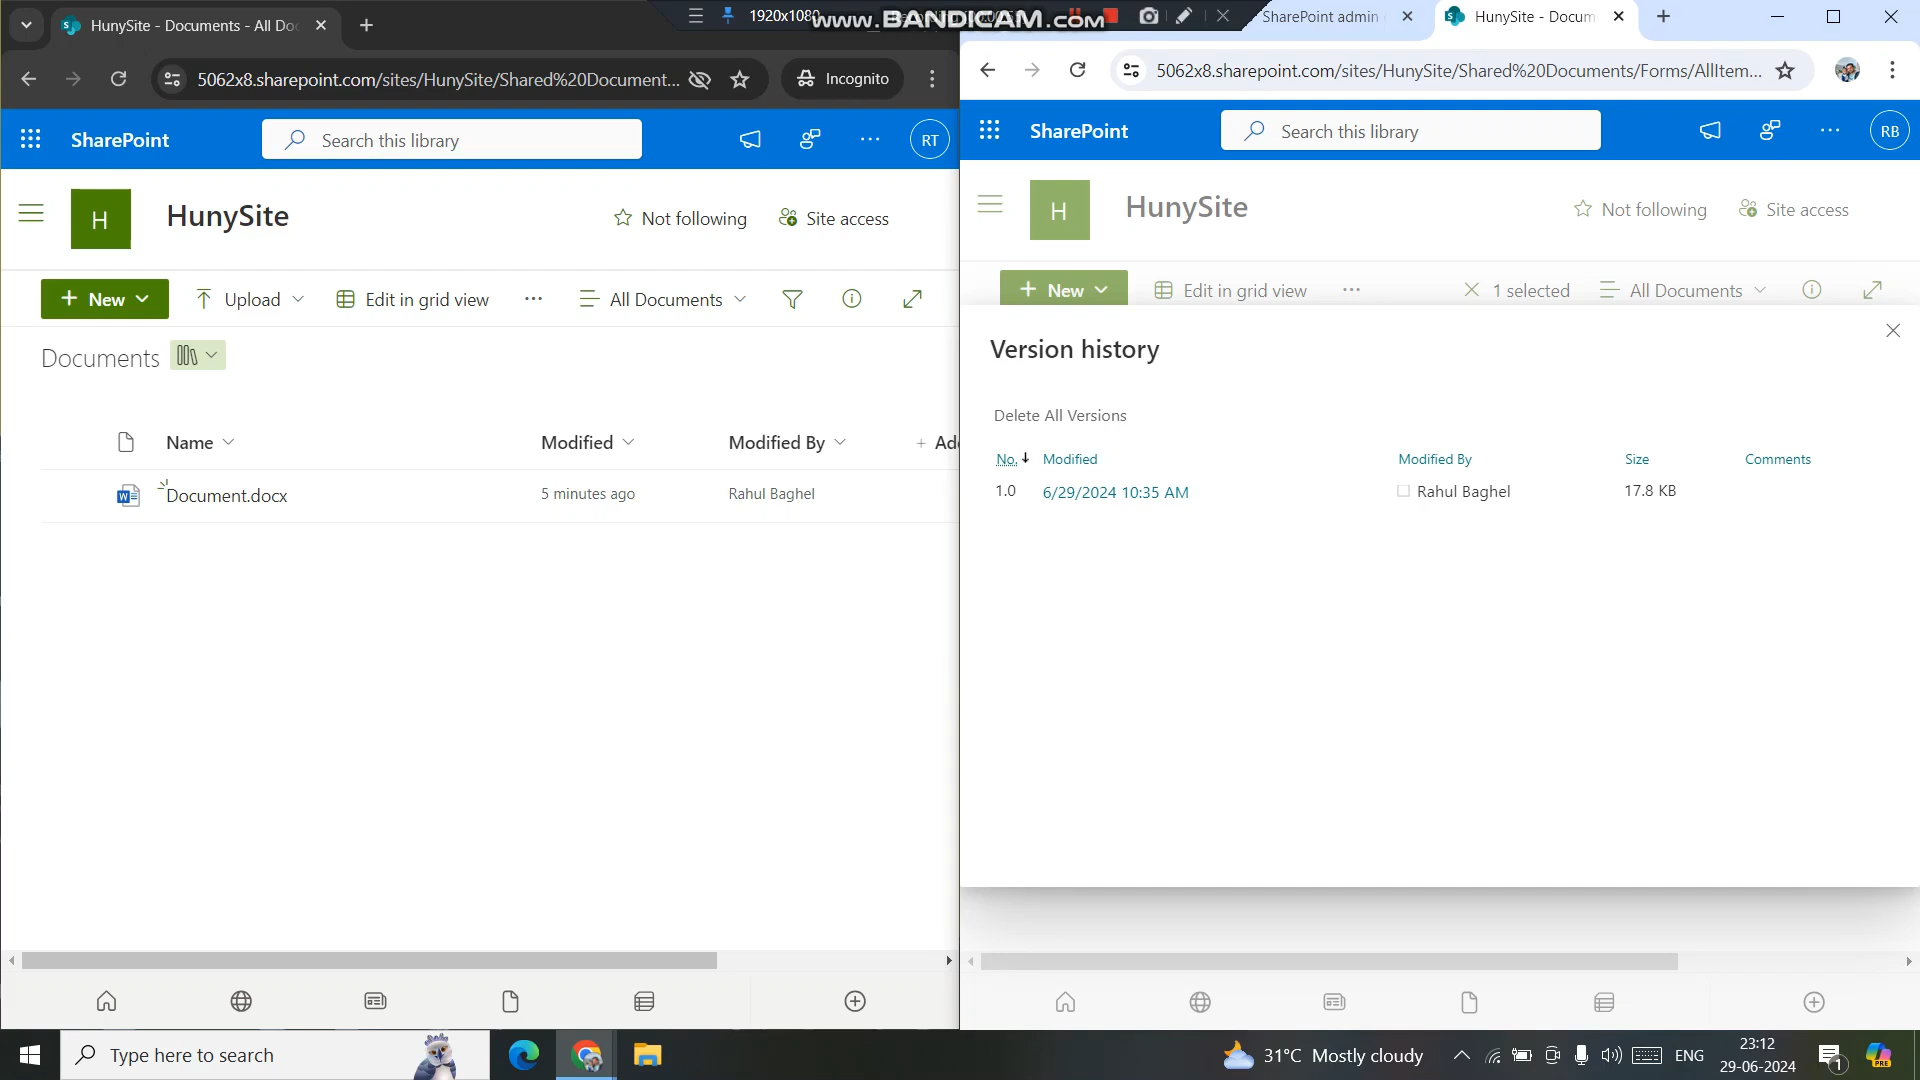 HunySite - Documents - All Doc
1920x1080
www.BANDICAM.com
SharePoint admin
HunySite - Docum
5062x8.sharepoint.com/sites/HunySite/Shared%20Document...
Incognito
5062x8.sharepoint.com/sites/HunySite/Shared%20Documents/Forms/AllItem...
SharePoint
Search this library
RT
SharePoint
Search this library
RB
H
HunySite
Not following
Site access
H
HunySite
Not following
Site access
+ New
Upload
Edit in grid view
...
All Documents
+ New
Edit in grid view
...
1 selected
All Documents
Documents
Name
Modified
Modified By
+ Add
Document.docx
5 minutes ago
Rahul Baghel
Version history
Delete All Versions
No.
Modified
Modified By
Size
Comments
1.0
6/29/2024 10:35 AM
Rahul Baghel
17.8 KB
Type here to search
31°C Mostly cloudy
ENG
23:12
29-06-2024
1
PRE